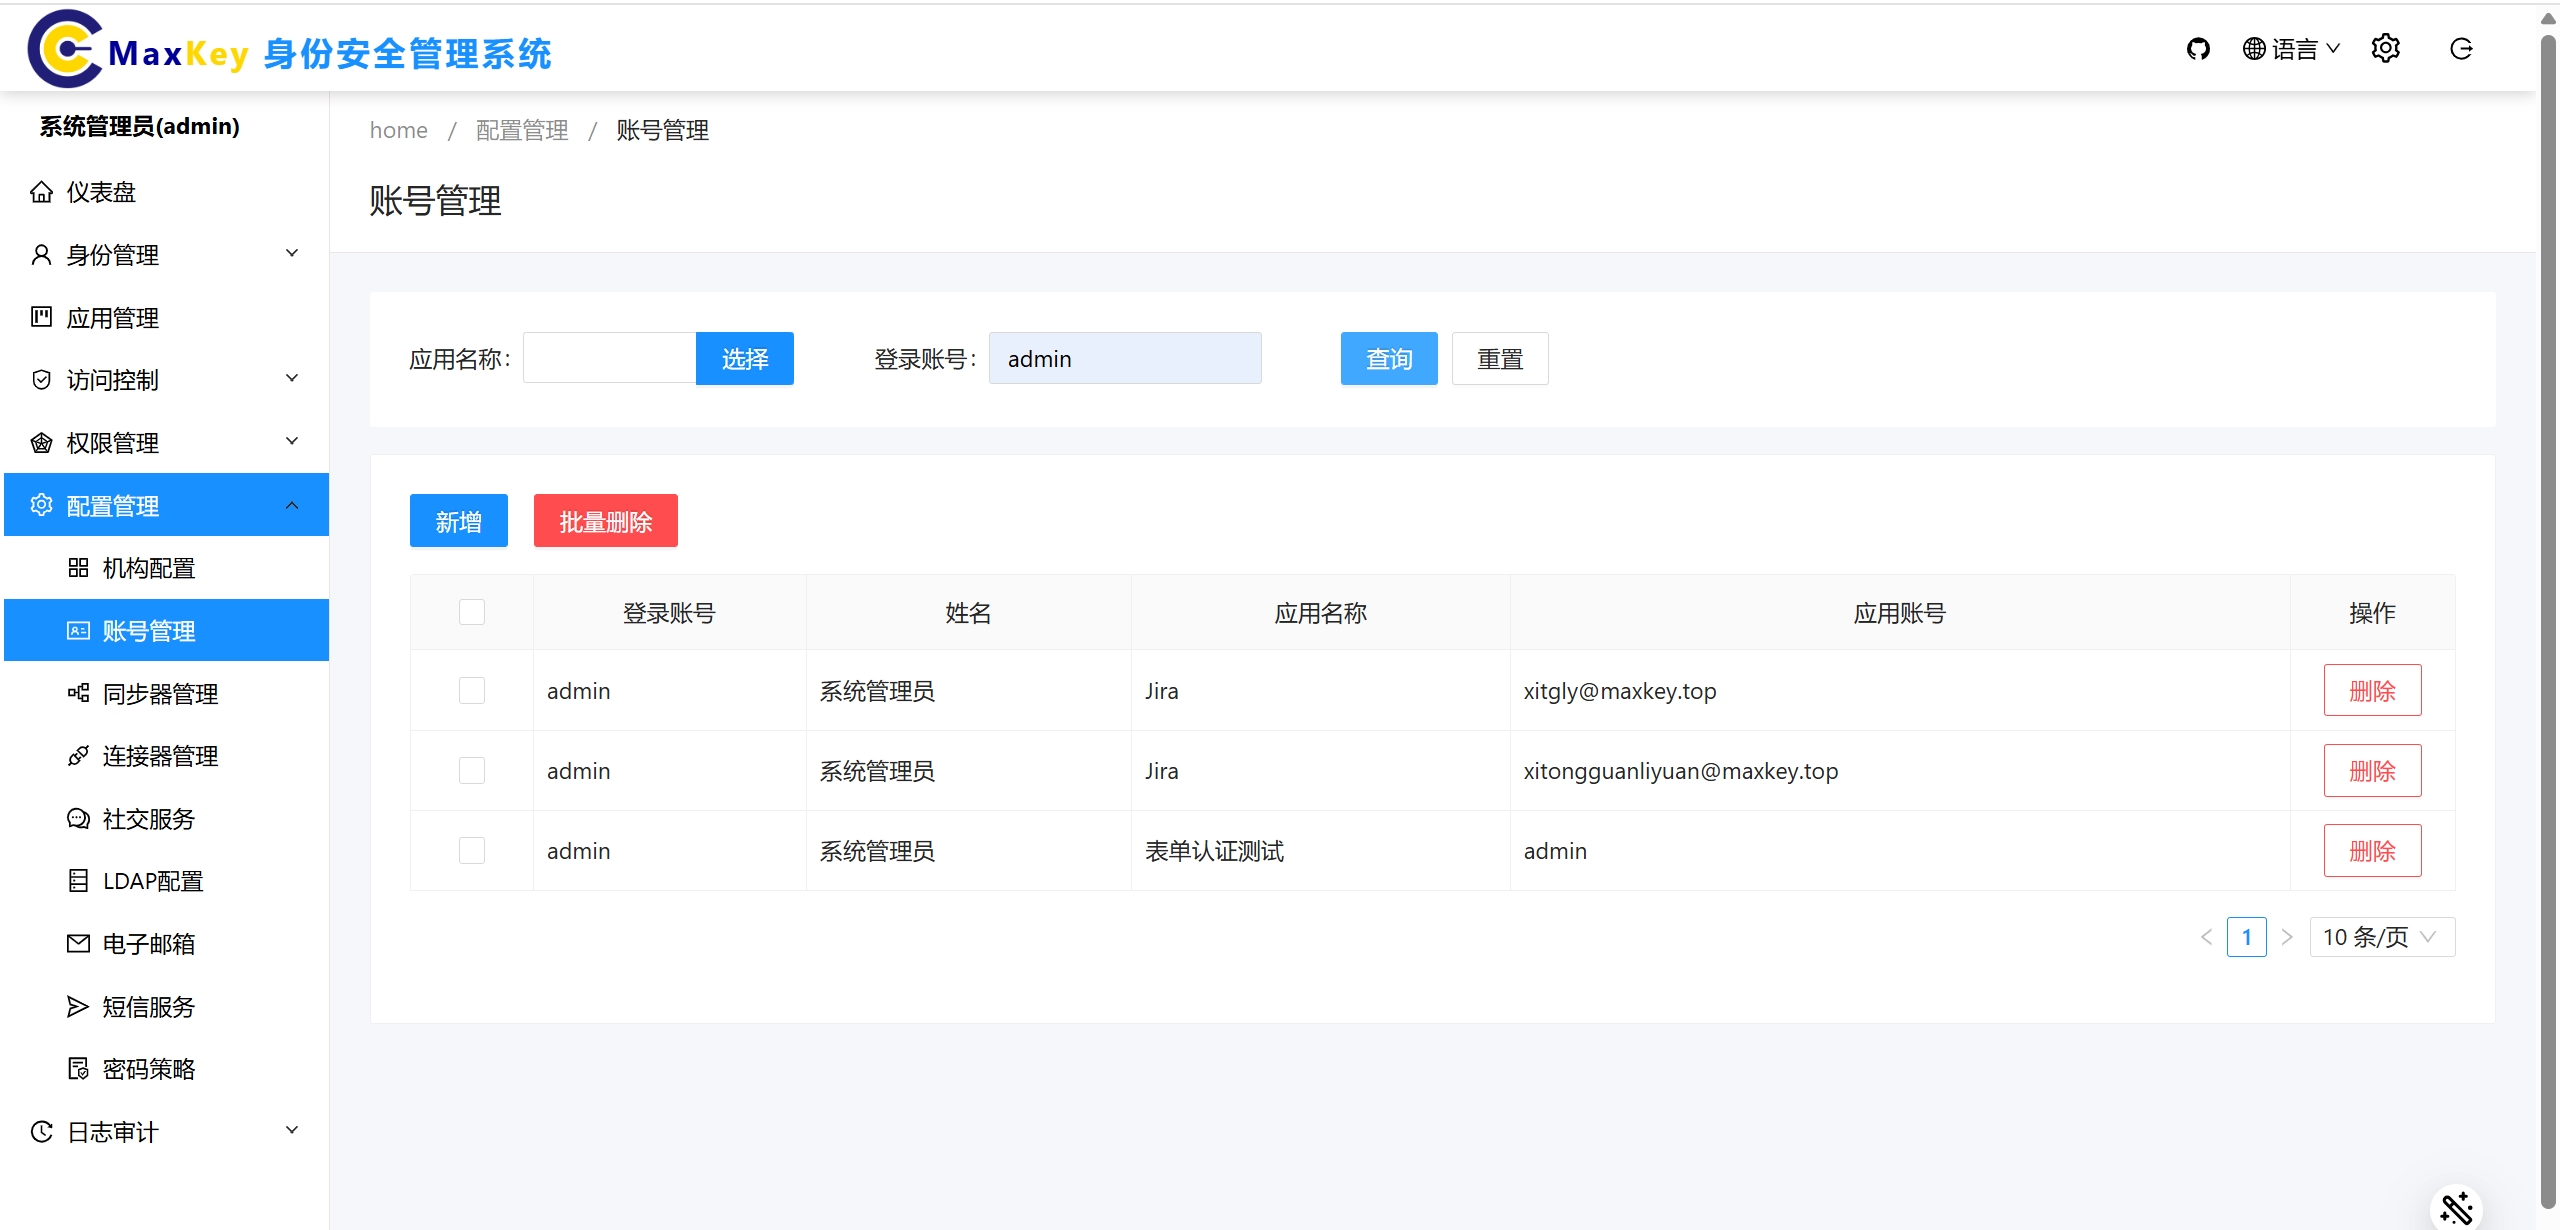 MaxKey 身份安全管理系统
语言
系统管理员(admin)
仪表盘
身份管理
应用管理
访问控制
权限管理
配置管理
机构配置
账号管理
同步器管理
连接器管理
社交服务
LDAP配置
电子邮箱
短信服务
密码策略
日志审计
home / 配置管理 / 账号管理
账号管理
应用名称: 选择 登录账号: admin 查询 重置
新增 批量删除
登录账号 姓名 应用名称 应用账号 操作
admin 系统管理员 Jira xitgly@maxkey.top 删除
admin 系统管理员 Jira xitongguanliyuan@maxkey.top 删除
admin 系统管理员 表单认证测试 admin 删除
1 10 条/页